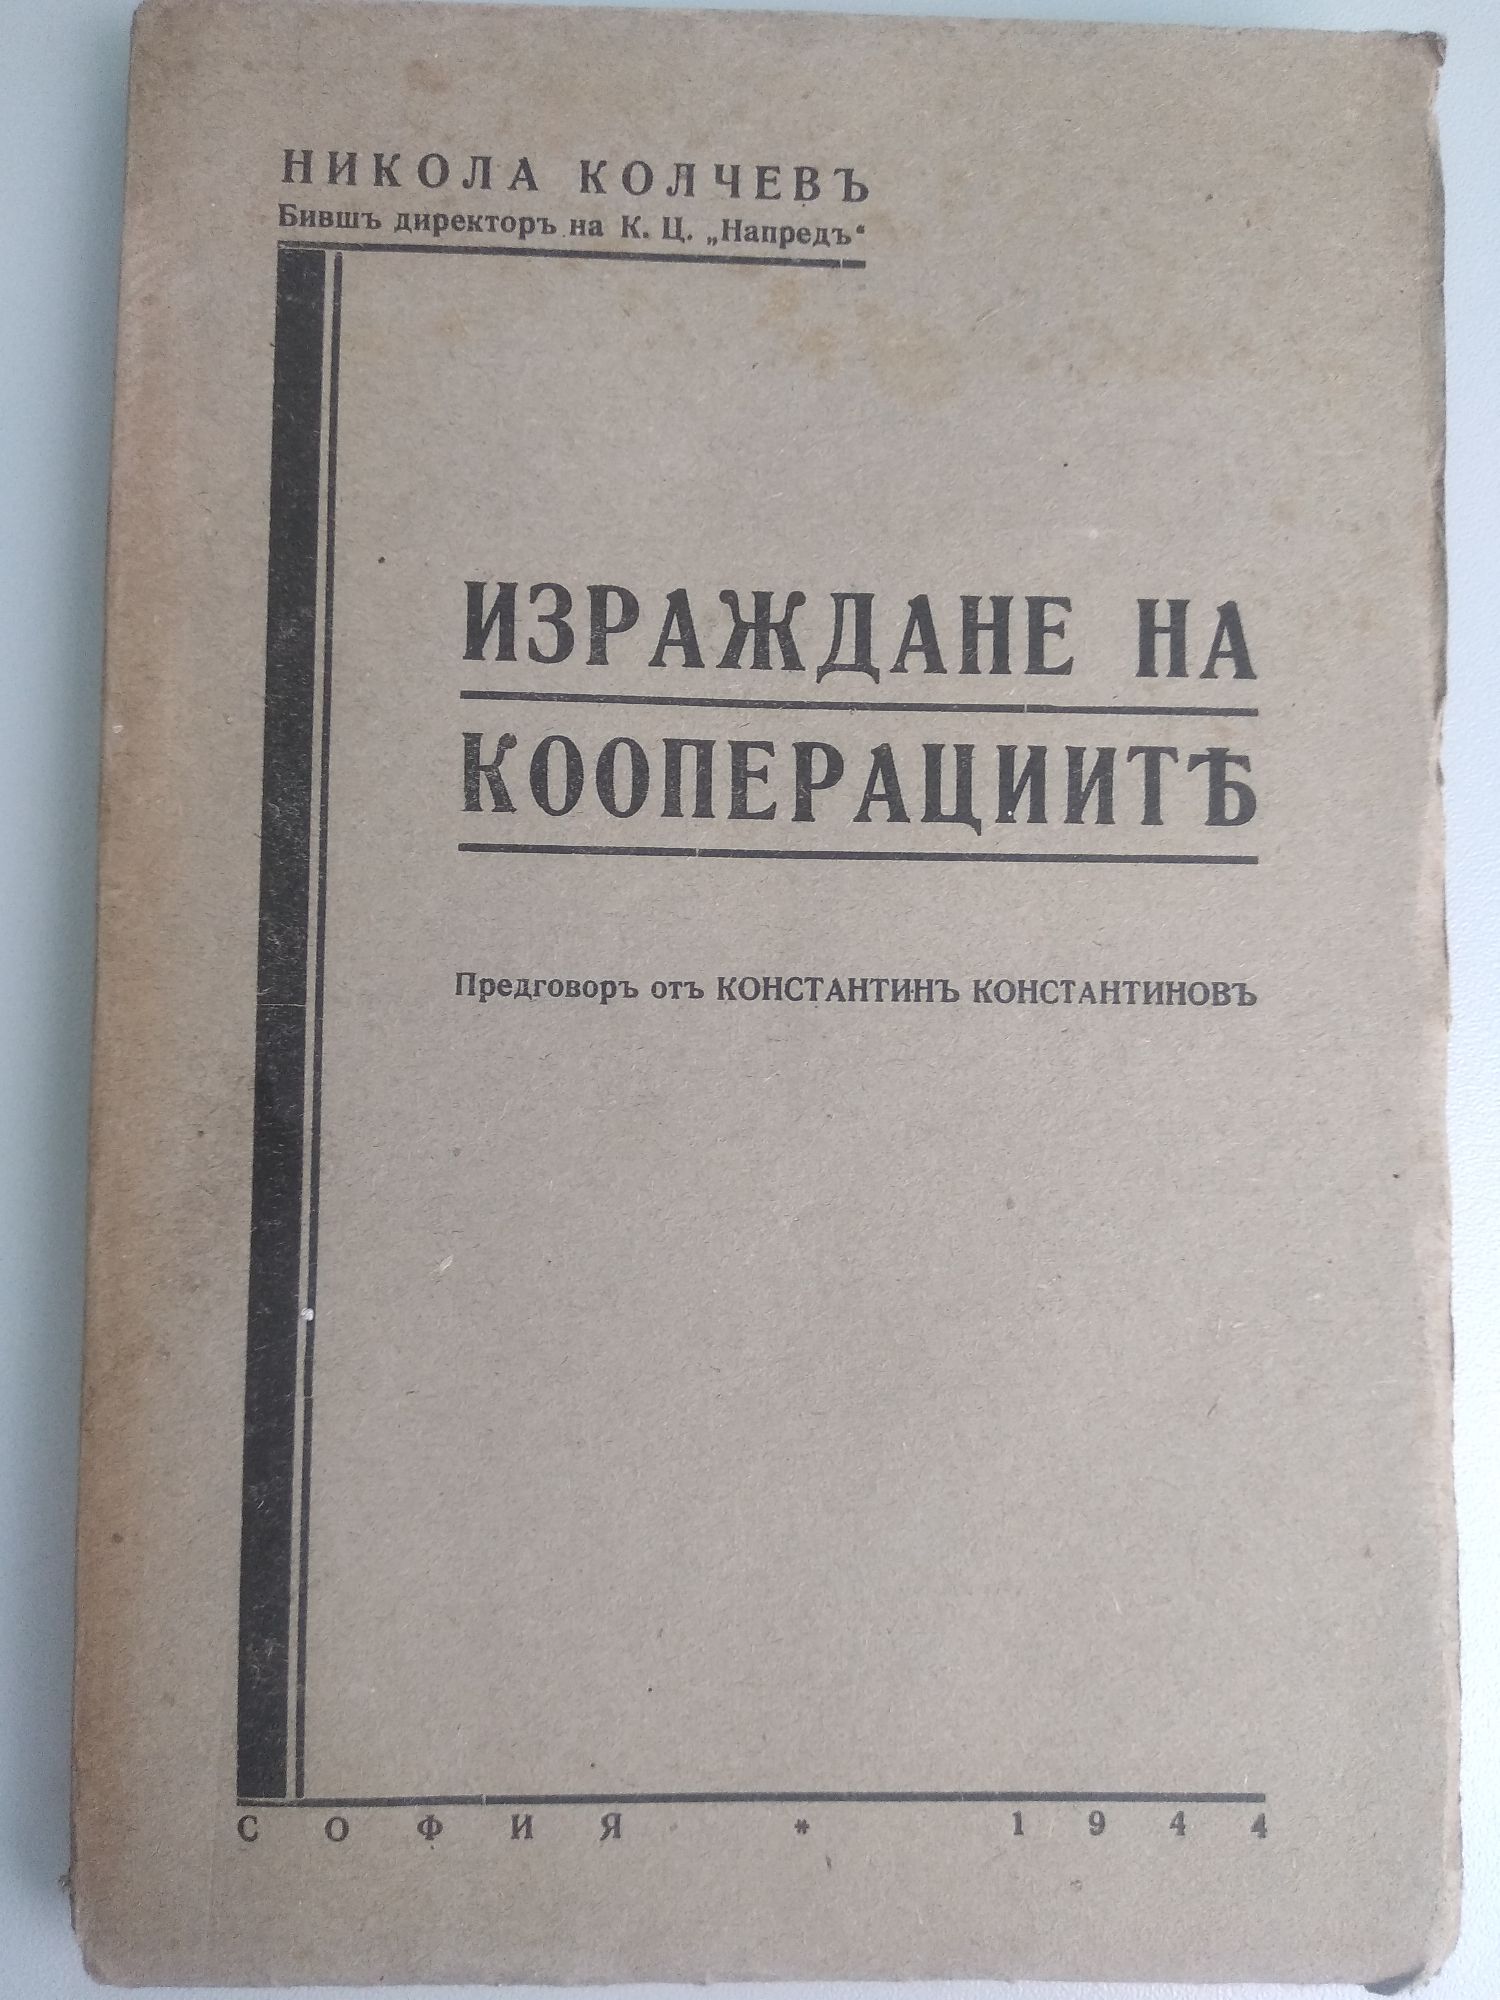 НИКОЛА КОЛЧЕВЪ
Бившъ директоръ на К. Ц. „Напредъ“
ИЗРАЖДАНЕ НА
КООПЕРАЦИИТѢ
Предговоръ отъ КОНСТАНТИНЪ КОНСТАНТИНОВЪ
СОФИЯ * 1944